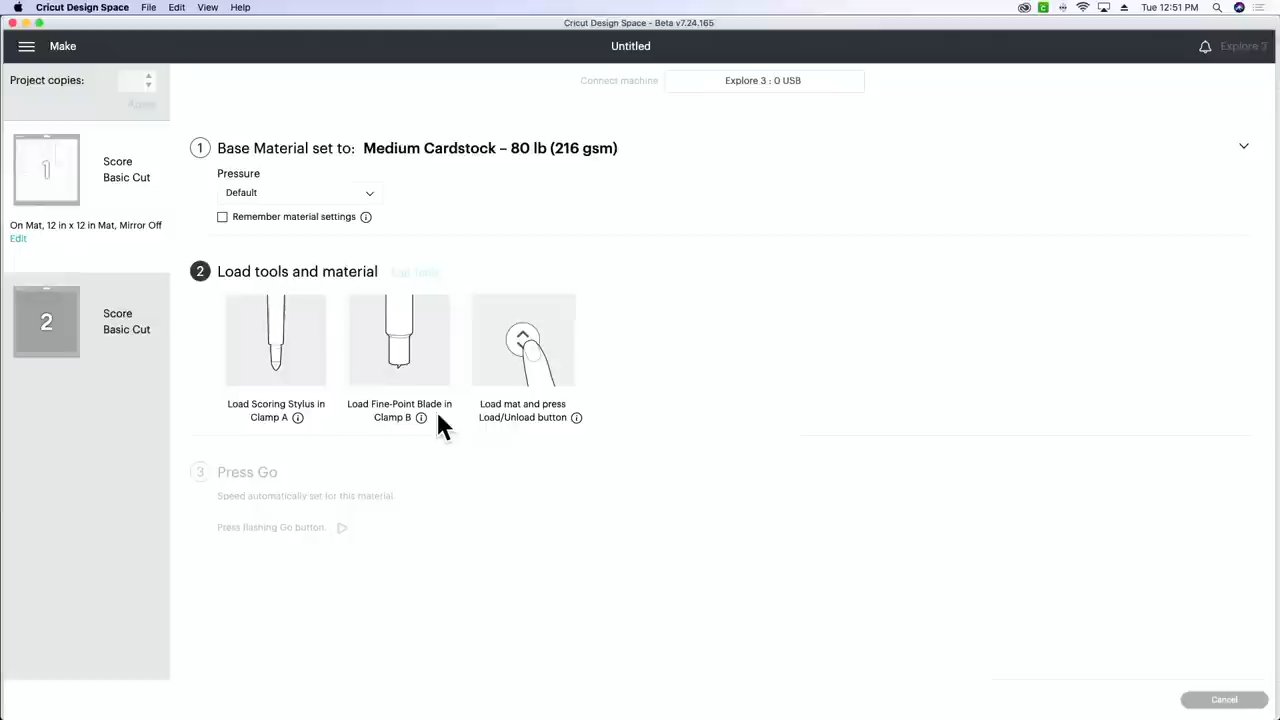 Cricut Design Space File Edit View Help
Tue 12:51 PM
Cricut Design Space - Beta v7.24.165
Make
Untitled
Explore 3
Project copies:
Apply
Connect machine
Explore 3 : 0 USB
1
Score
Basic Cut
On Mat, 12 in x 12 in Mat, Mirror Off
Edit
2
Score
Basic Cut
1 Base Material set to: Medium Cardstock – 80 lb (216 gsm)
Pressure
Default
Remember material settings
2 Load tools and material
Edit Tools
Load Scoring Stylus in
Clamp A
Load Fine-Point Blade in
Clamp B
Load mat and press
Load/Unload button
3 Press Go
Speed automatically set for this material
Press flashing Go button.
Cancel